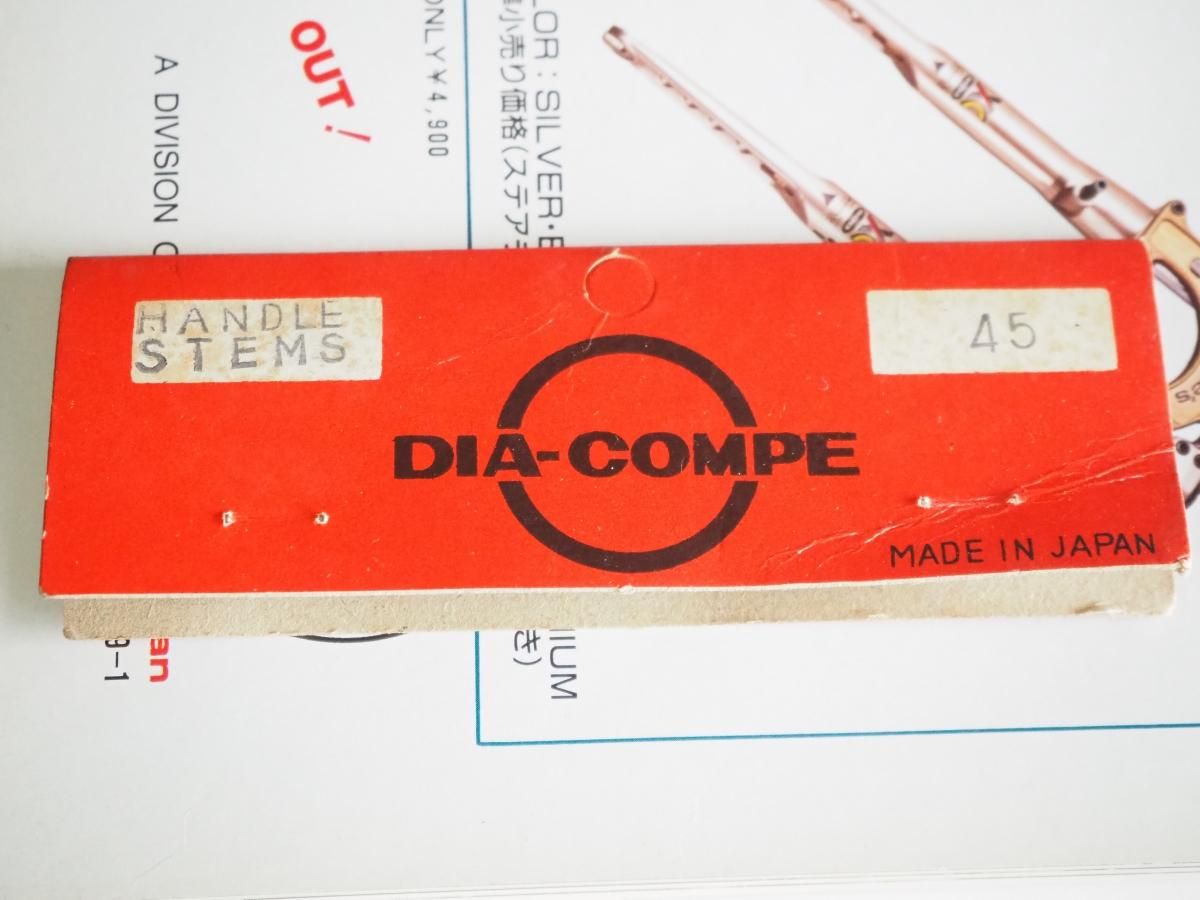 HANDLE
STEMS
45
DIA-COMPE
MADE IN JAPAN
OUT!
A DIVISION
ONLY¥4,900
LOR : SILVER・
小売り価格(ステア
IUM
き)
9-1